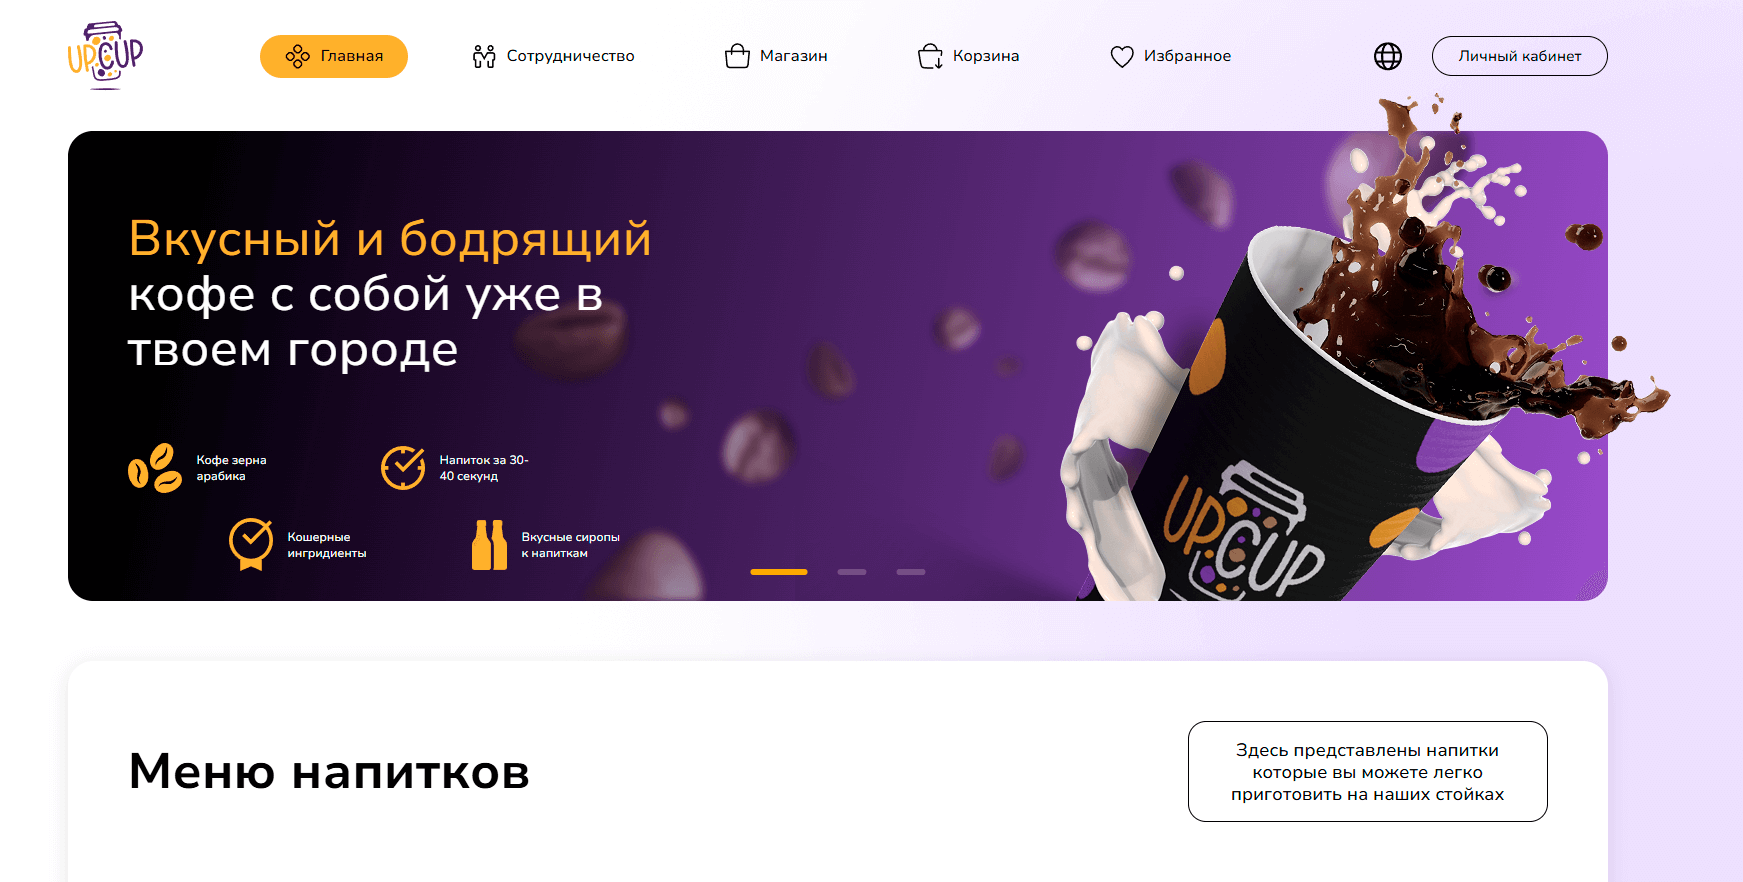 UPCUP
Главная
Сотрудничество
Магазин
Корзина
Избранное
Личный кабинет
Вкусный и бодрящий
кофе с собой уже в
твоем городе
Кофе зерна
арабика
Напиток за 30-
40 секунд
Кошерные
ингридиенты
Вкусные сиропы
к напиткам
UPCUP
Меню напитков
Здесь представлены напитки
которые вы можете легко
приготовить на наших стойках